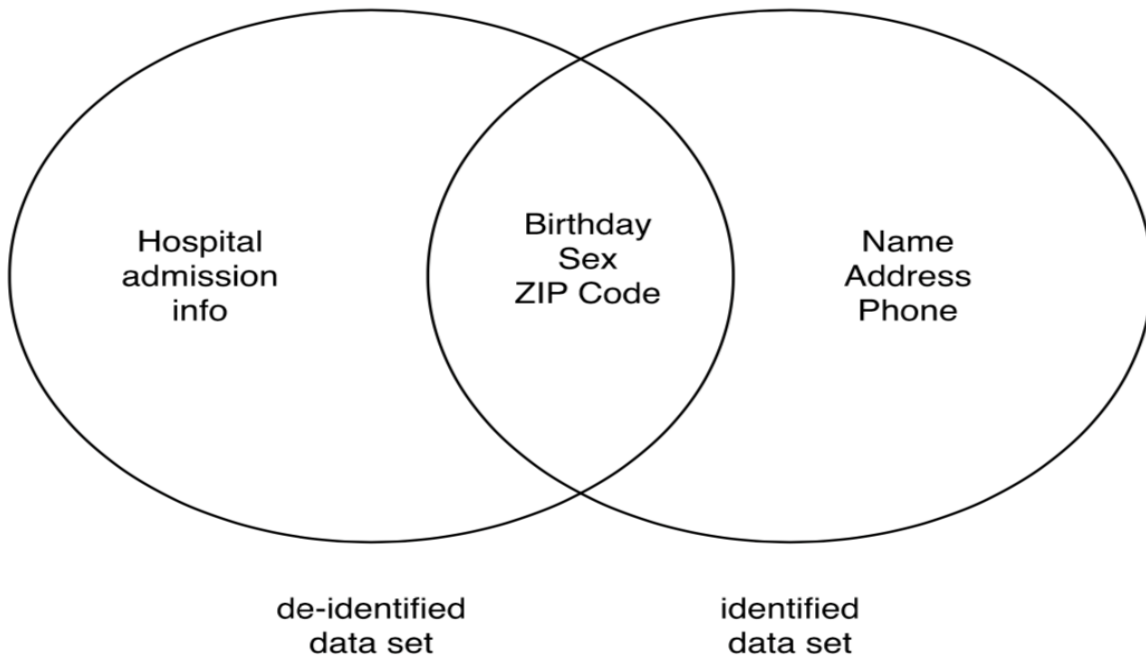 Hospital
admission
info
Birthday
Sex
ZIP Code
Name
Address
Phone
de-identified
data set
identified
data set